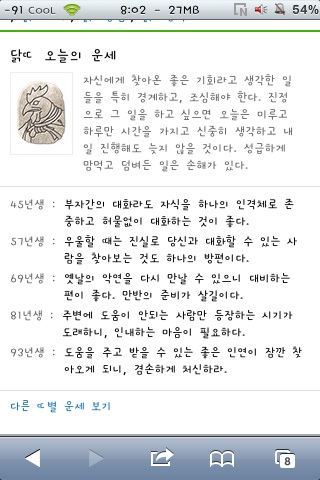 -91 CooL 8:02 - 27MB N 54%
닭띠 오늘의 운세
자신에게 찾아온 좋은 기회라고 생각한 일
들을 특히 경계하고, 조심해야 한다. 진정
으로 그 일을 하고 싶으면 오늘은 미루고
하루만 시간을 가지고 신중히 생각하고 내
일 진행해도 늦지 않을 것이다. 성급하게
맘먹고 덤벼든 일은 손해가 있다.
45년생 : 부자간의 대화라도 자식을 하나의 인격체로 존
중하고 허물없이 대화하는 것이 좋다.
57년생 : 우울할 때는 진실로 당신과 대화할 수 있는 사
람을 찾아보는 것도 하나의 방편이다.
69년생 : 옛날의 악연을 다시 만날 수 있으니 대비하는
편이 좋다. 만반의 준비가 살길이다.
81년생 : 주변에 도움이 안되는 사람만 등장하는 시기가
도래하니, 인내하는 마음이 필요하다.
93년생 : 도움을 주고 받을 수 있는 좋은 인연이 잠깐 찾
아오게 되니, 겸손하게 처신하라.
다른 띠별 운세 보기
8